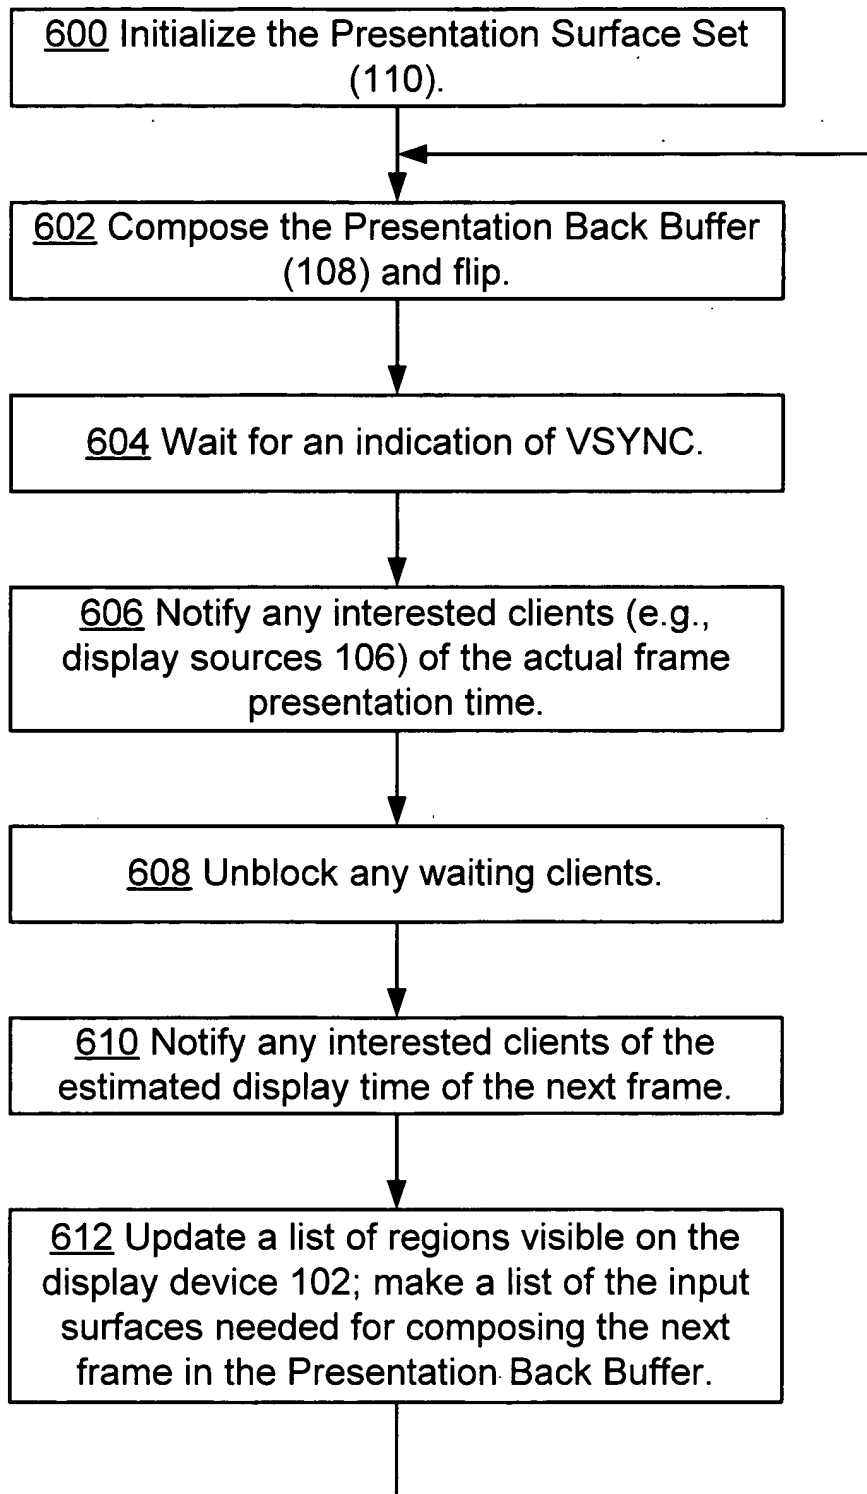 600 Initialize the Presentation Surface Set
(110).
602 Compose the Presentation Back Buffer
(108) and flip.
604 Wait for an indication of VSYNC.
606 Notify any interested clients (e.g.,
display sources 106) of the actual frame
presentation time.
608 Unblock any waiting clients.
610 Notify any interested clients of the
estimated display time of the next frame.
612 Update a list of regions visible on the
display device 102; make a list of the input
surfaces needed for composing the next
frame in the Presentation Back Buffer.